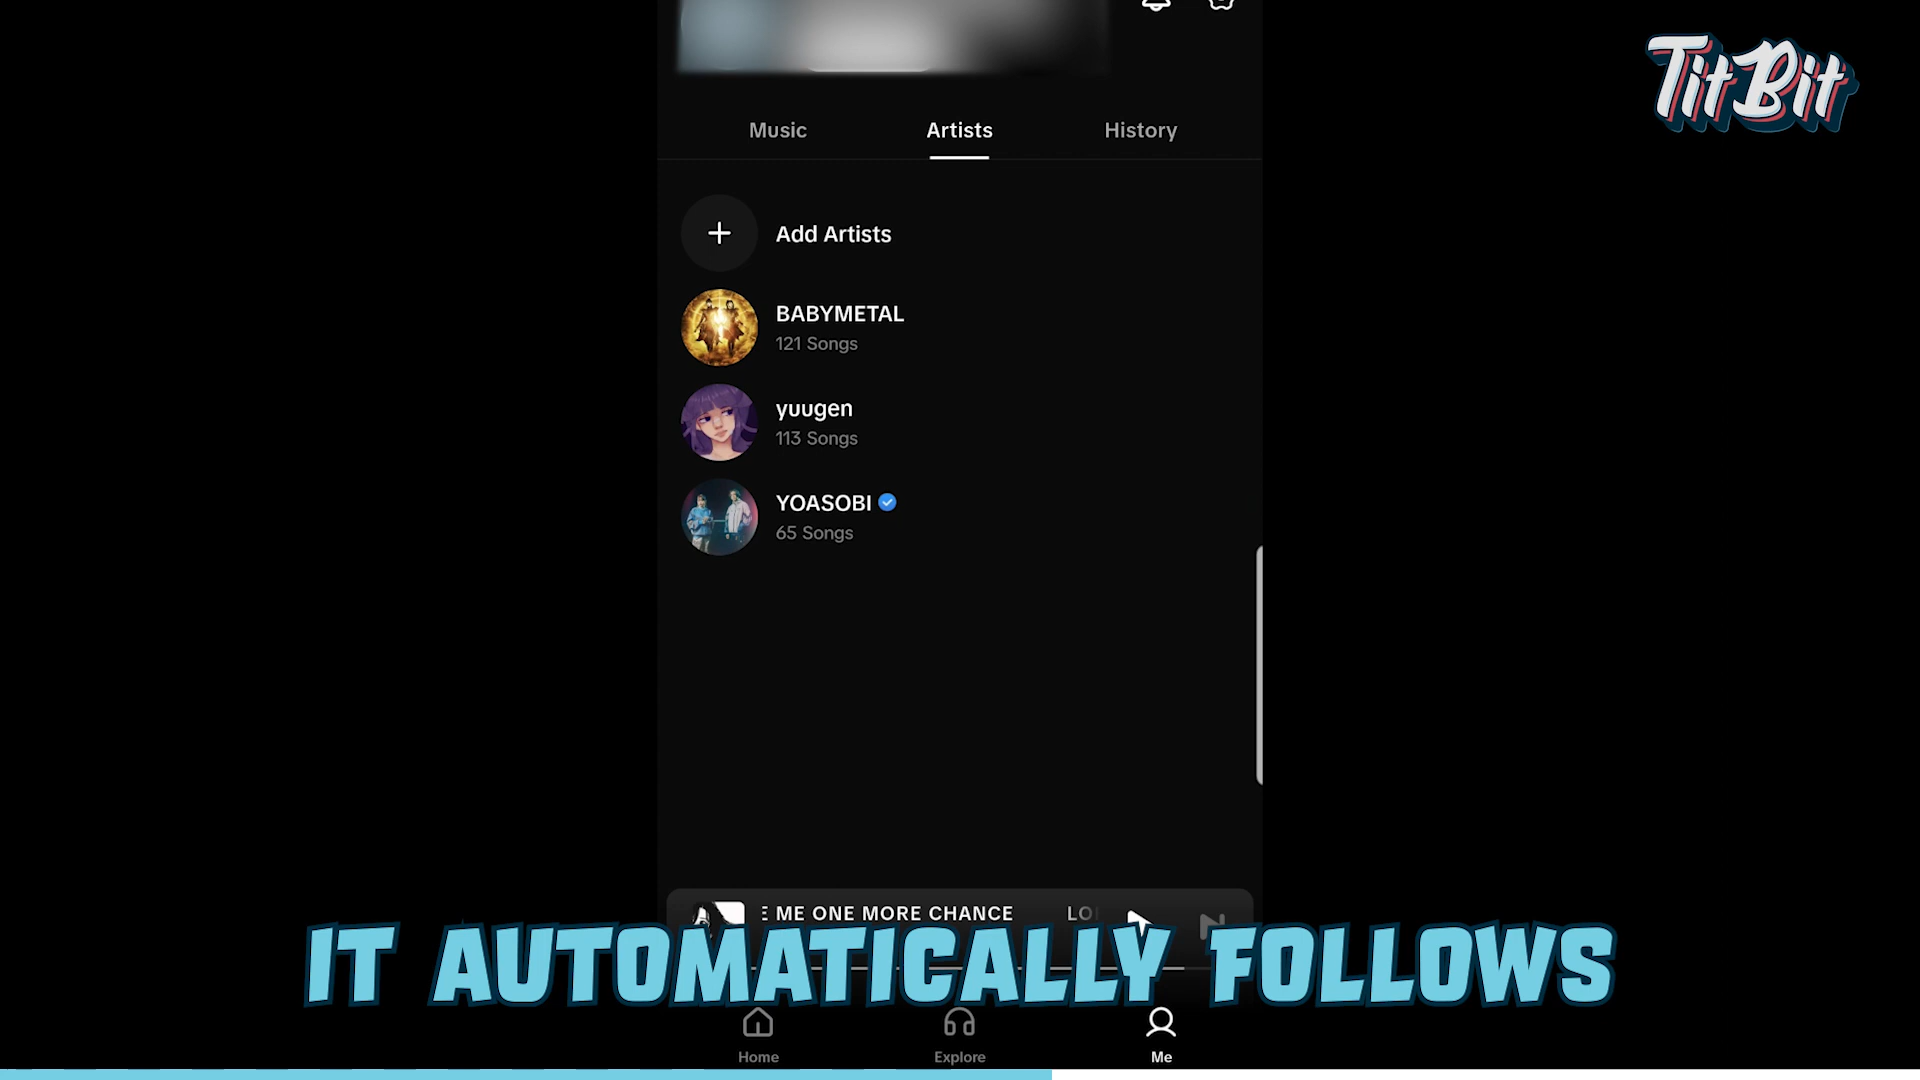 TitBit
Music
Artists
History
Add Artists
BABYMETAL
121 Songs
yuugen
113 Songs
YOASOBI
65 Songs
ME ONE MORE CHANCE
IT AUTOMATICALLY FOLLOWS
Home
Explore
Me